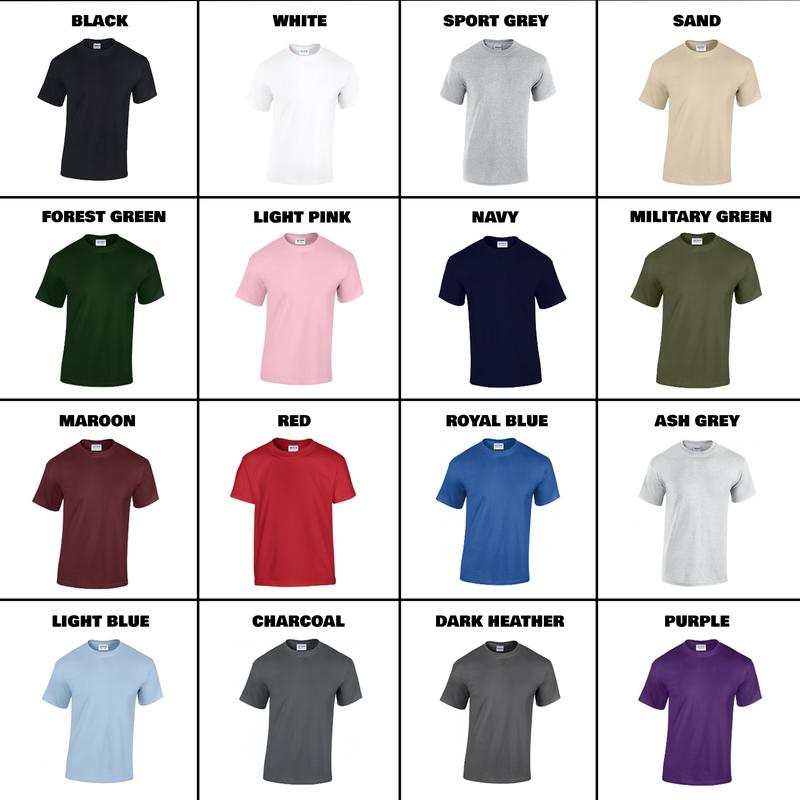 BLACK
WHITE
SPORT GREY
SAND
FOREST GREEN
LIGHT PINK
NAVY
MILITARY GREEN
MAROON
RED
ROYAL BLUE
ASH GREY
LIGHT BLUE
CHARCOAL
DARK HEATHER
PURPLE